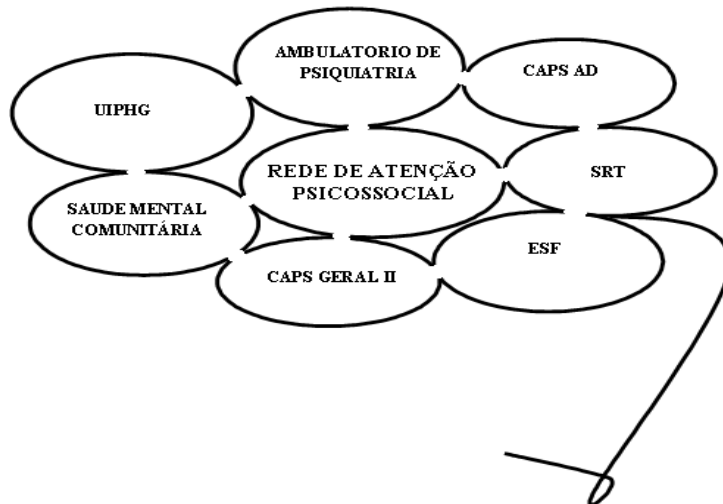 AMBULATORIO DE
PSIQUIATRIA
CAPS AD
UIPHG
REDE DE ATENÇÃO
PSICOSSOCIAL
SRT
SAUDE MENTAL
COMUNITÁRIA
ESF
CAPS GERAL II